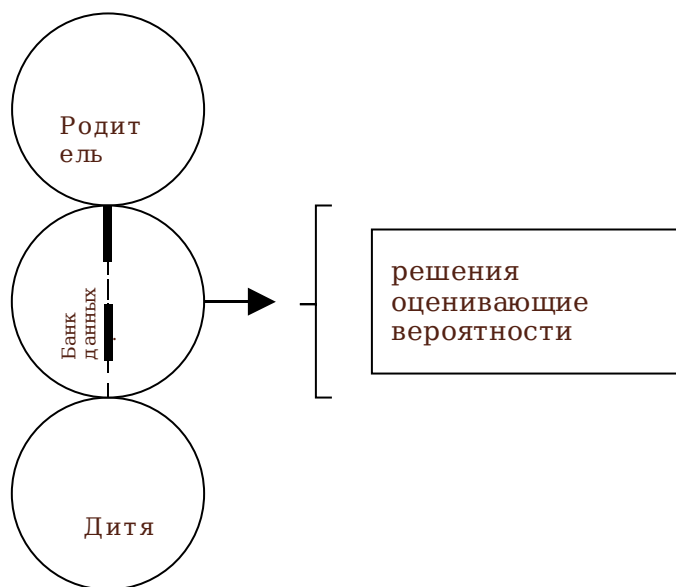 Родит
ель
Банк
данных
решения
оценивающие
вероятности
Дитя